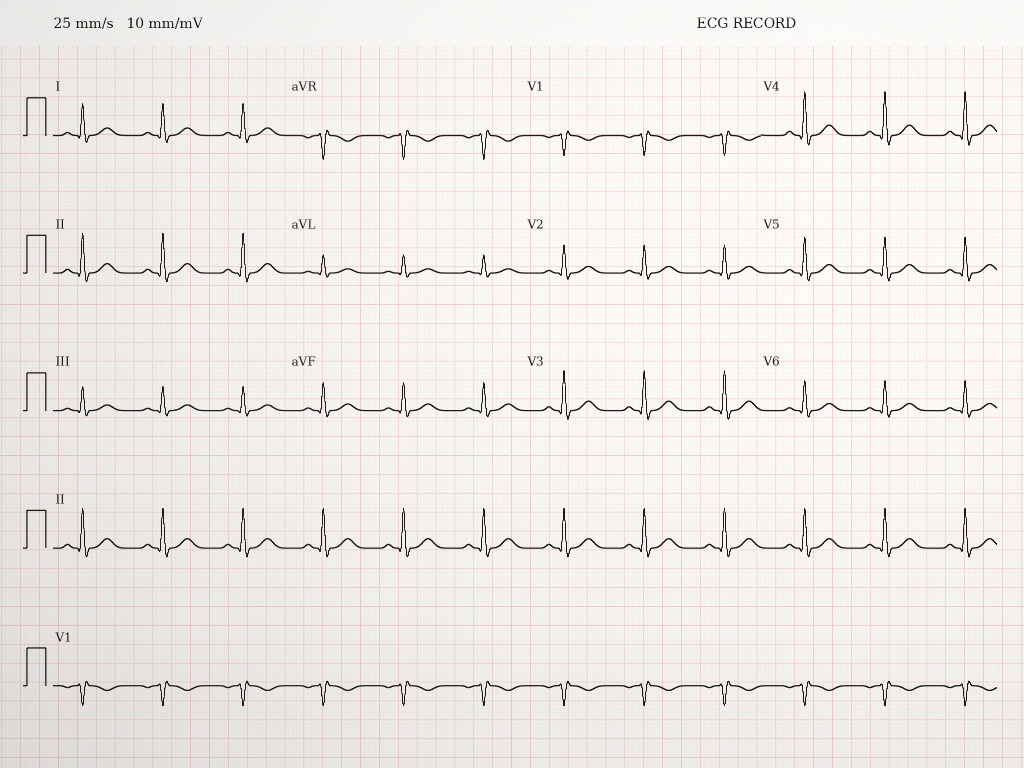 25 mm/s 10 mm/mV ECG RECORD
I aVR V1 V4
II aVL V2 V5
III aVF V3 V6
II
V1